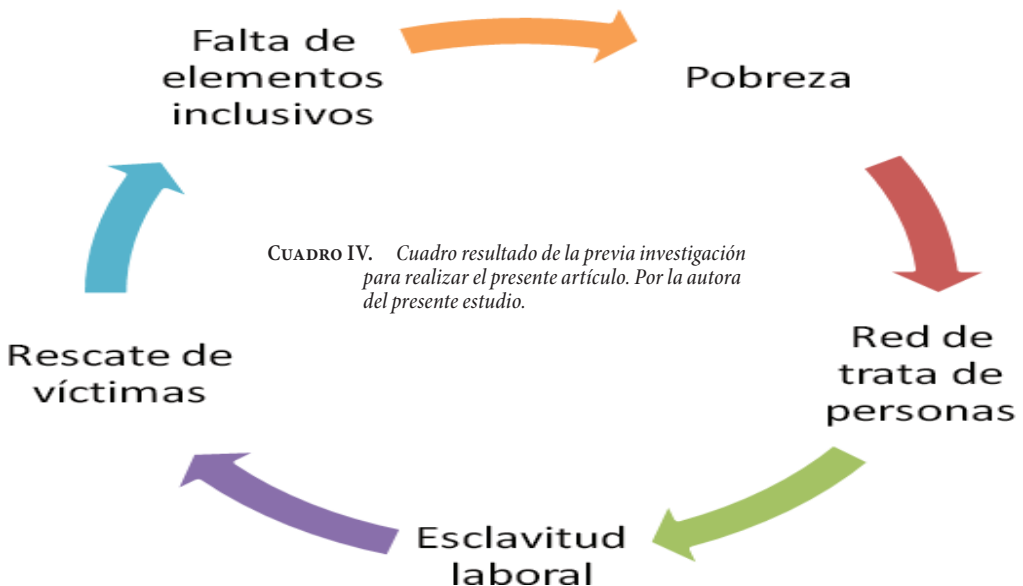 Falta de
elementos
inclusivos
Pobreza
Red de
trata de
personas
Esclavitud
laboral
Rescate de
víctimas
CUADRO IV. Cuadro resultado de la previa investigación
para realizar el presente artículo. Por la autora
del presente estudio.